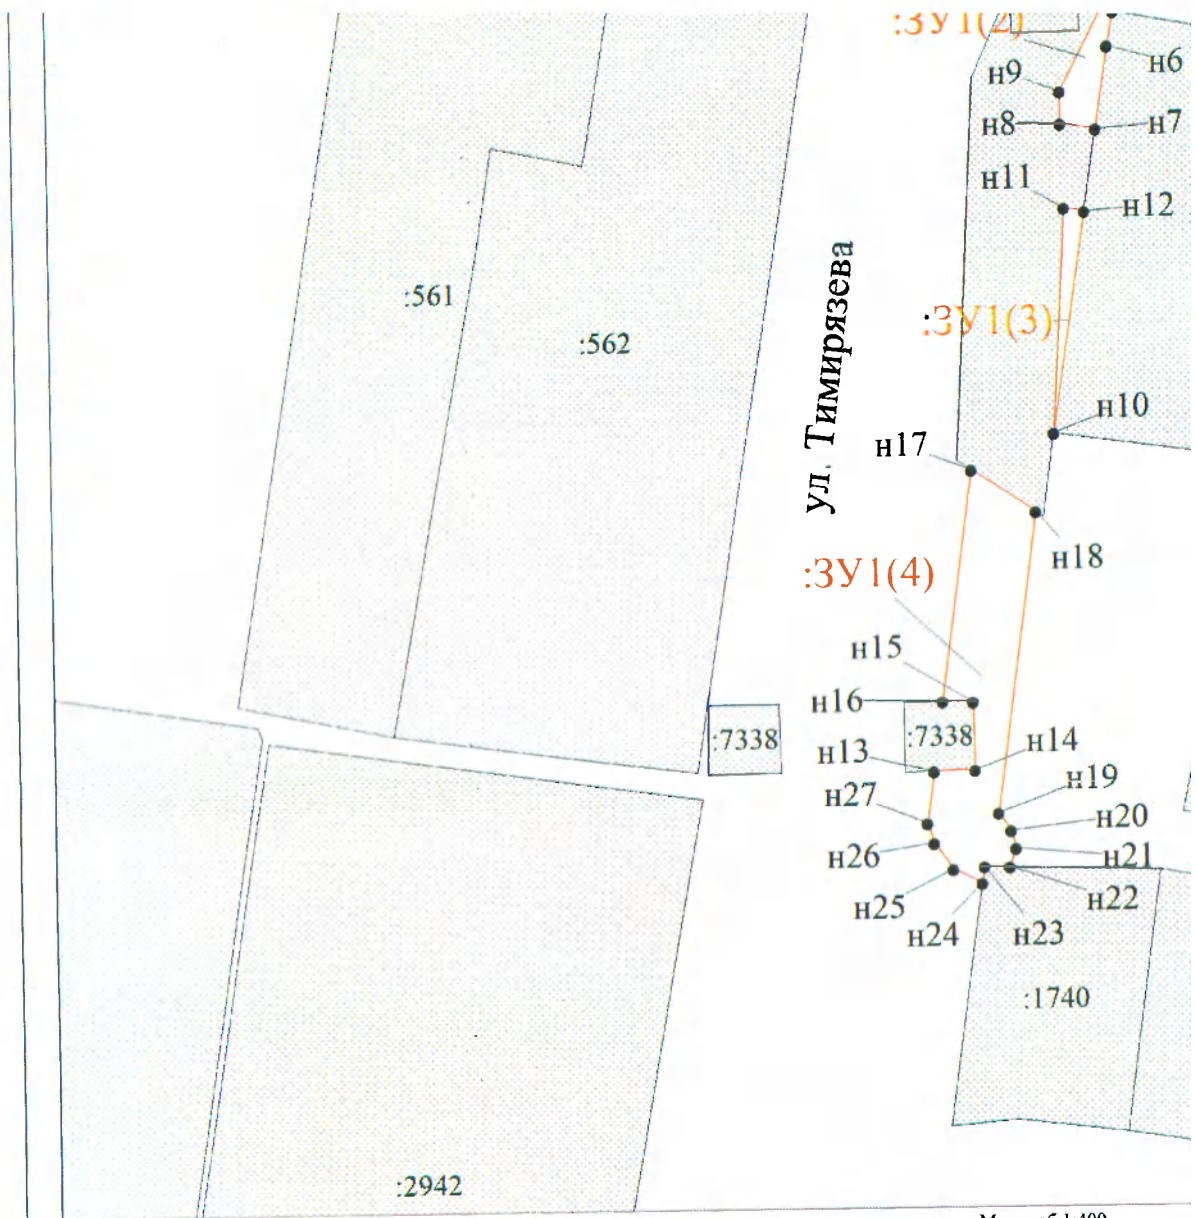 :ЗУ1(2)
н6
н9
н8
н7
н11
н12
:561
:562
ул. Тимирязева
:ЗУ1(3)
н10
н17
н18
:ЗУ1(4)
н15
н16
:7338
:7338
н14
н13
н19
н27
н20
н26
н21
н22
н25
н24
н23
:1740
:2942